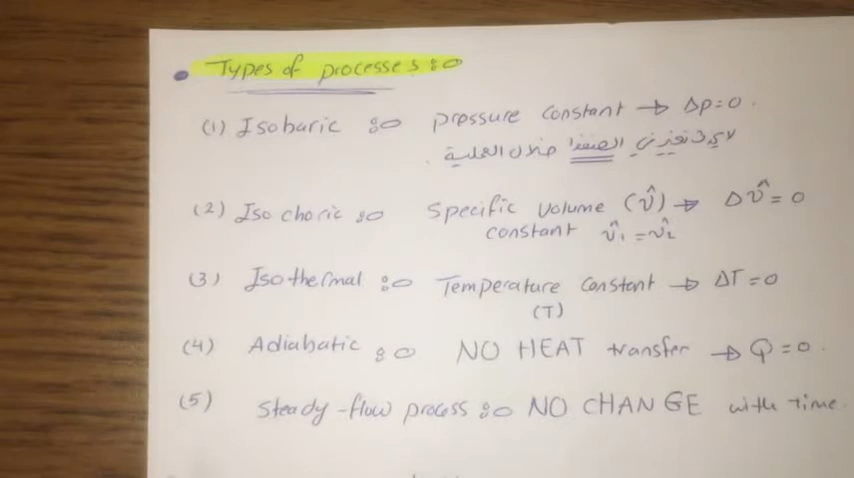 • Types of processes :o
(1) Isobaric :o pressure constant → Δp=0.
لا يحدث تغير في الضغط خلال العملية.
(2) Isochoric :o Specific Volume (v̂) → Δv̂ = 0
constant v̂₁ = v̂₂
(3) Isothermal :o Temperature Constant → ΔT=0
(T)
(4) Adiabatic :o NO HEAT transfer → Q=0.
(5) Steady-flow process :o NO CHANGE with time.